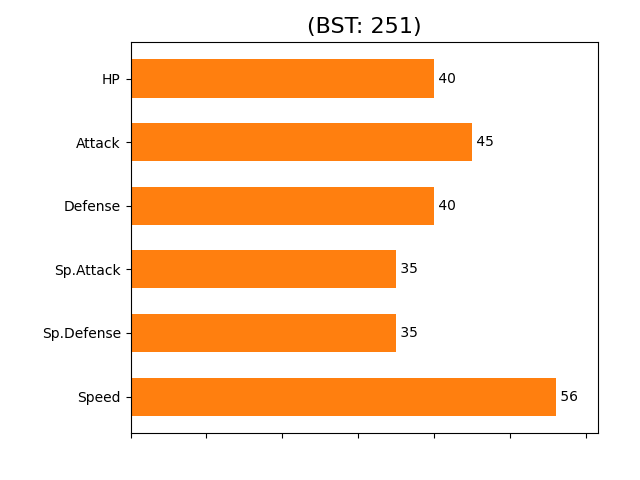 (BST: 251)
HP 40
Attack 45
Defense 40
Sp.Attack 35
Sp.Defense 35
Speed 56